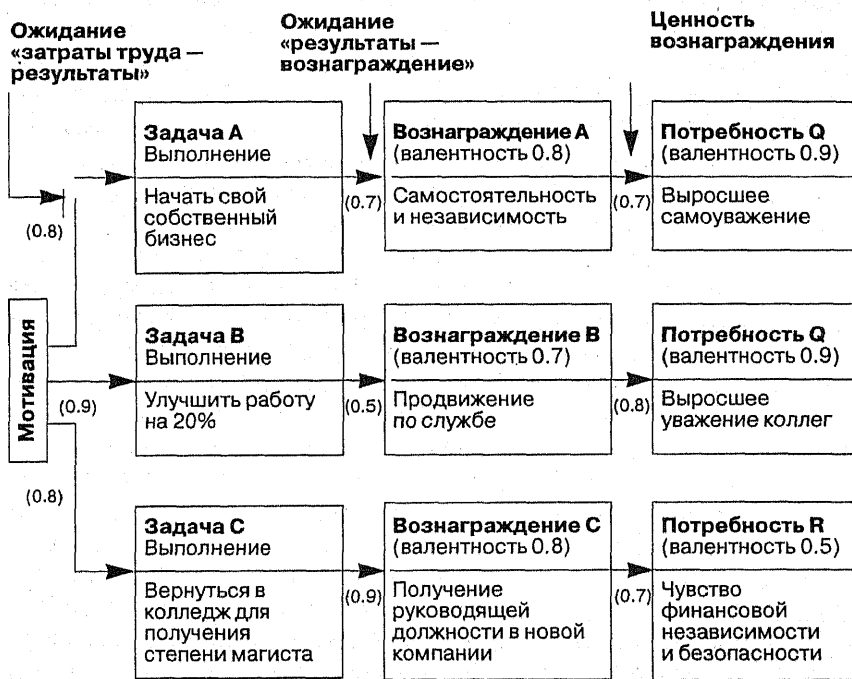 Ожидание
«затраты труда —
результаты»
Ожидание
«результаты —
вознаграждение»
Ценность
вознаграждения
Задача А
Выполнение
Начать свой
собственный
бизнес
Вознаграждение А
(валентность 0.8)
Самостоятельность
и независимость
Потребность Q
(валентность 0.9)
Выросшее
самоуважение
(0.8)
(0.7)
(0.7)
Мотивация
Задача В
Выполнение
Улучшить работу
на 20%
Вознаграждение В
(валентность 0.7)
Продвижение
по службе
Потребность Q
(валентность 0.9)
Выросшее
уважение коллег
(0.9)
(0.5)
(0.8)
(0.8)
Задача С
Выполнение
Вернуться в
колледж для
получения
степени магиста
Вознаграждение С
(валентность 0.8)
Получение
руководящей
должности в новой
компании
Потребность R
(валентность 0.5)
Чувство
финансовой
независимости
и безопасности
(0.9)
(0.7)